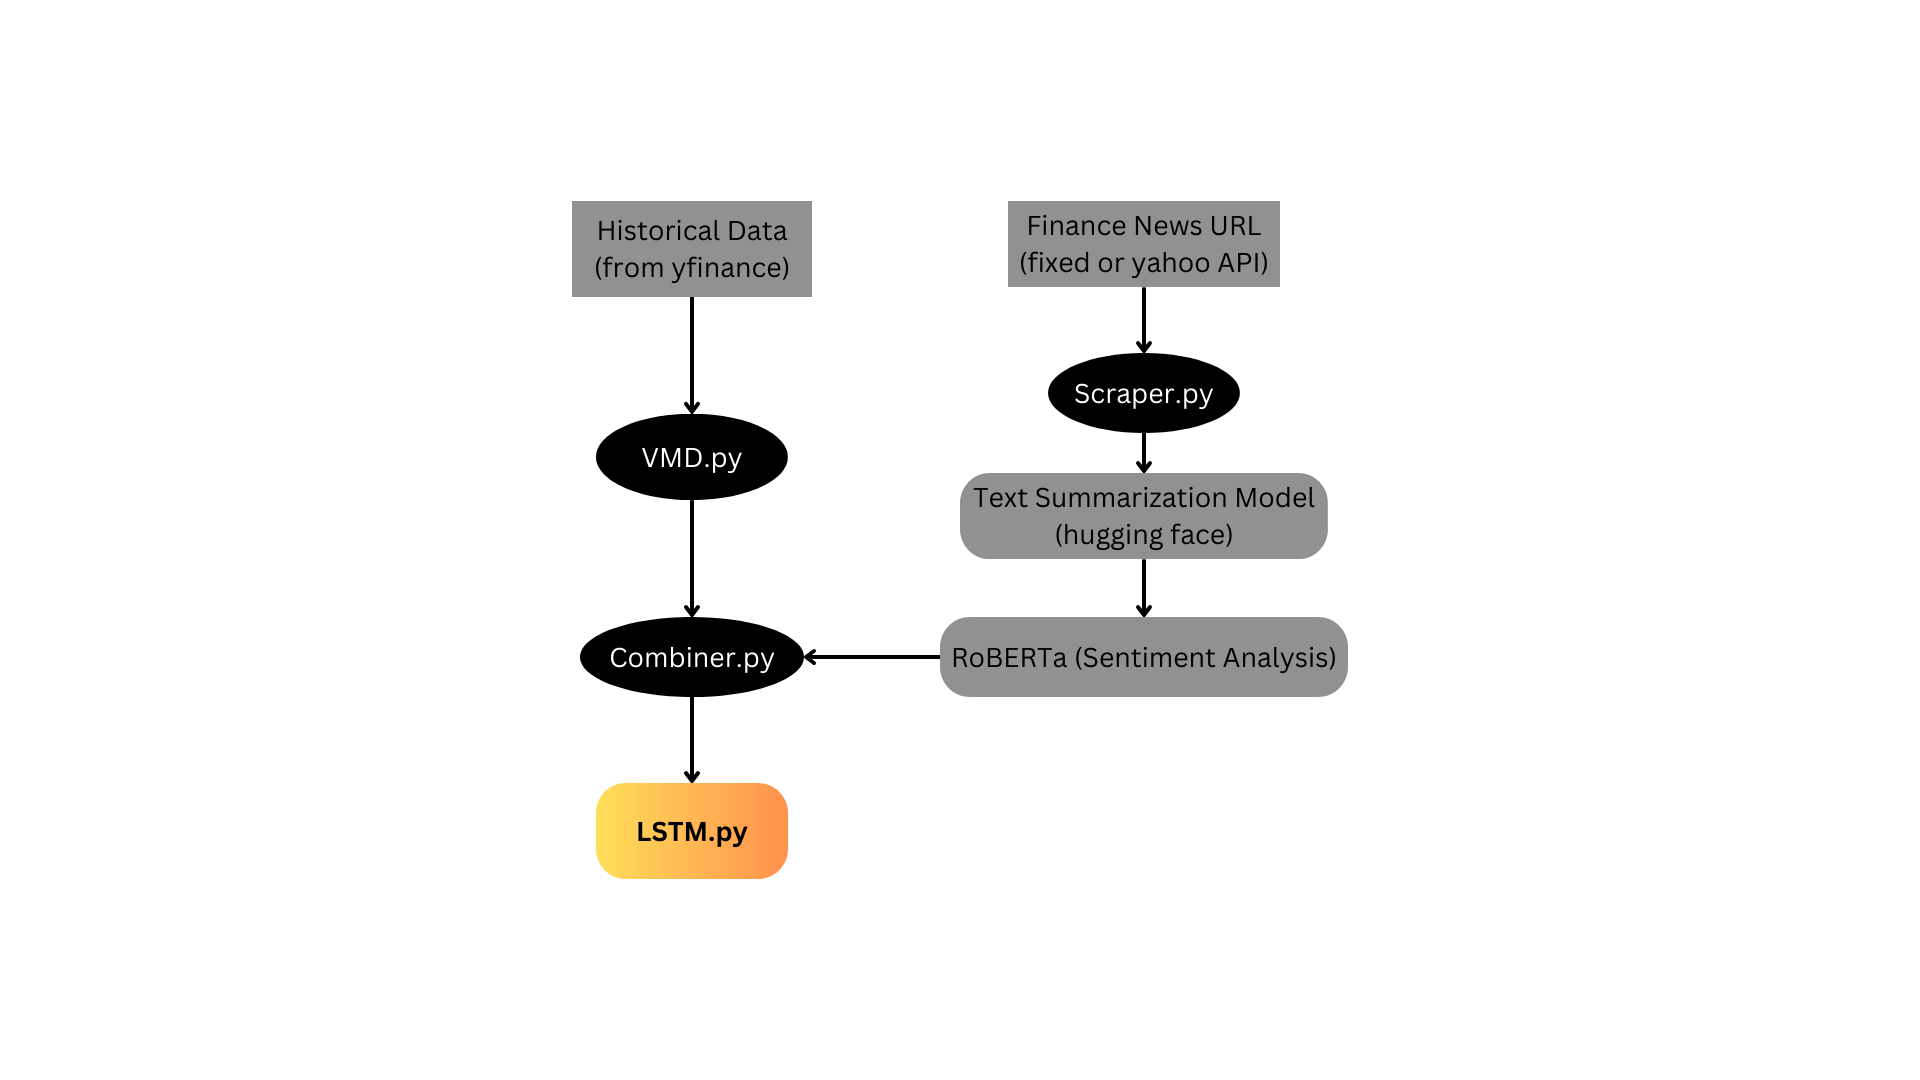 Historical Data
(from yfinance)
Finance News URL
(fixed or yahoo API)
Scraper.py
VMD.py
Text Summarization Model
(hugging face)
Combiner.py
RoBERTa (Sentiment Analysis)
LSTM.py